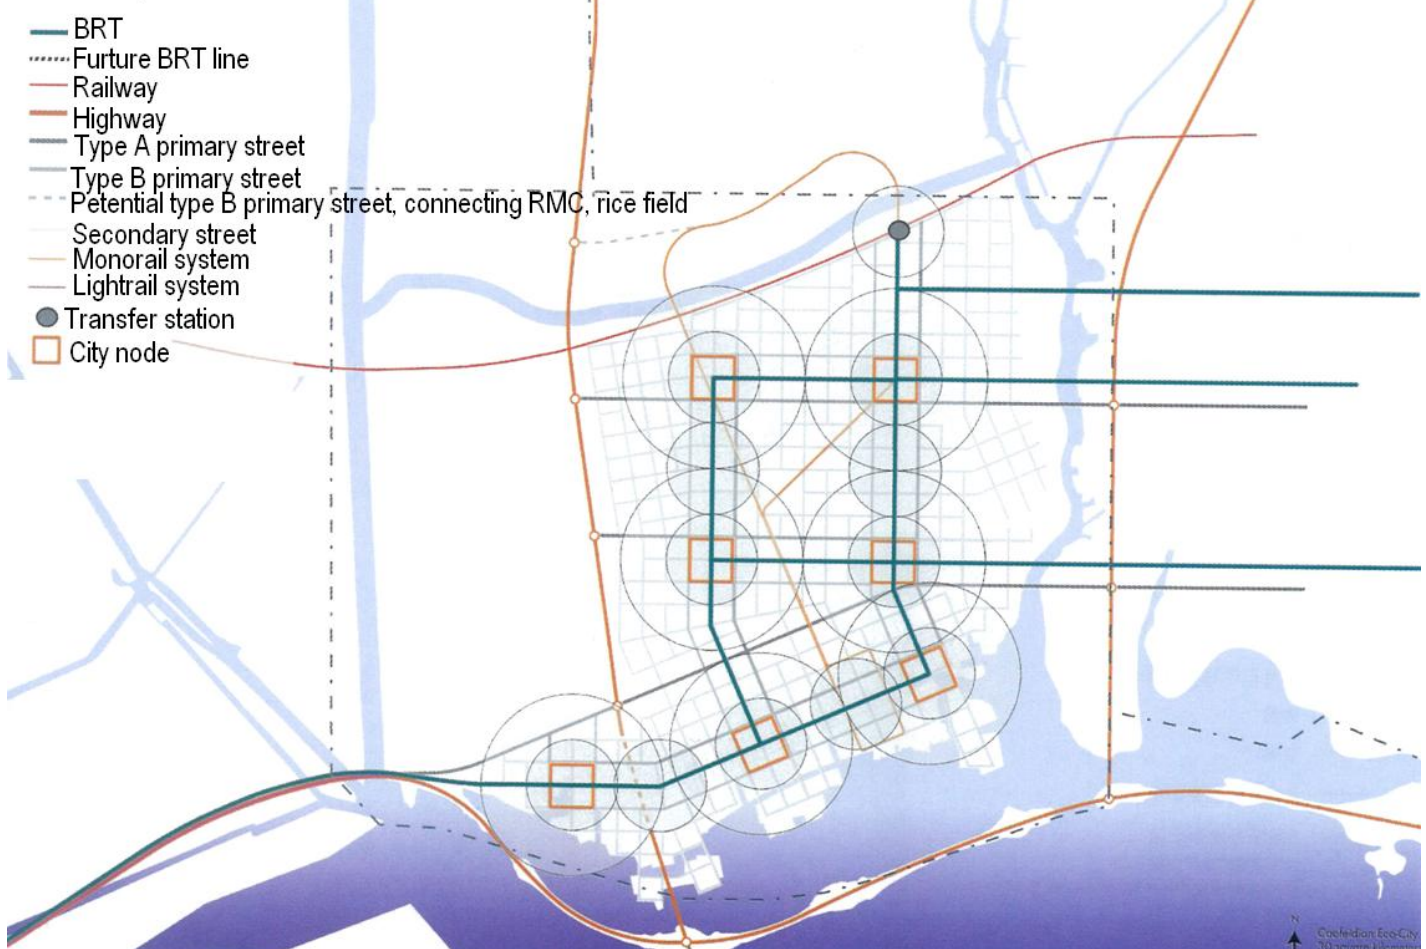 BRT
Furture BRT line
Railway
Highway
Type A primary street
Type B primary street
Petential type B primary street, connecting RMC, rice field
Secondary street
Monorail system
Lightrail system
Transfer station
City node
N
Caofeidian Eco-City